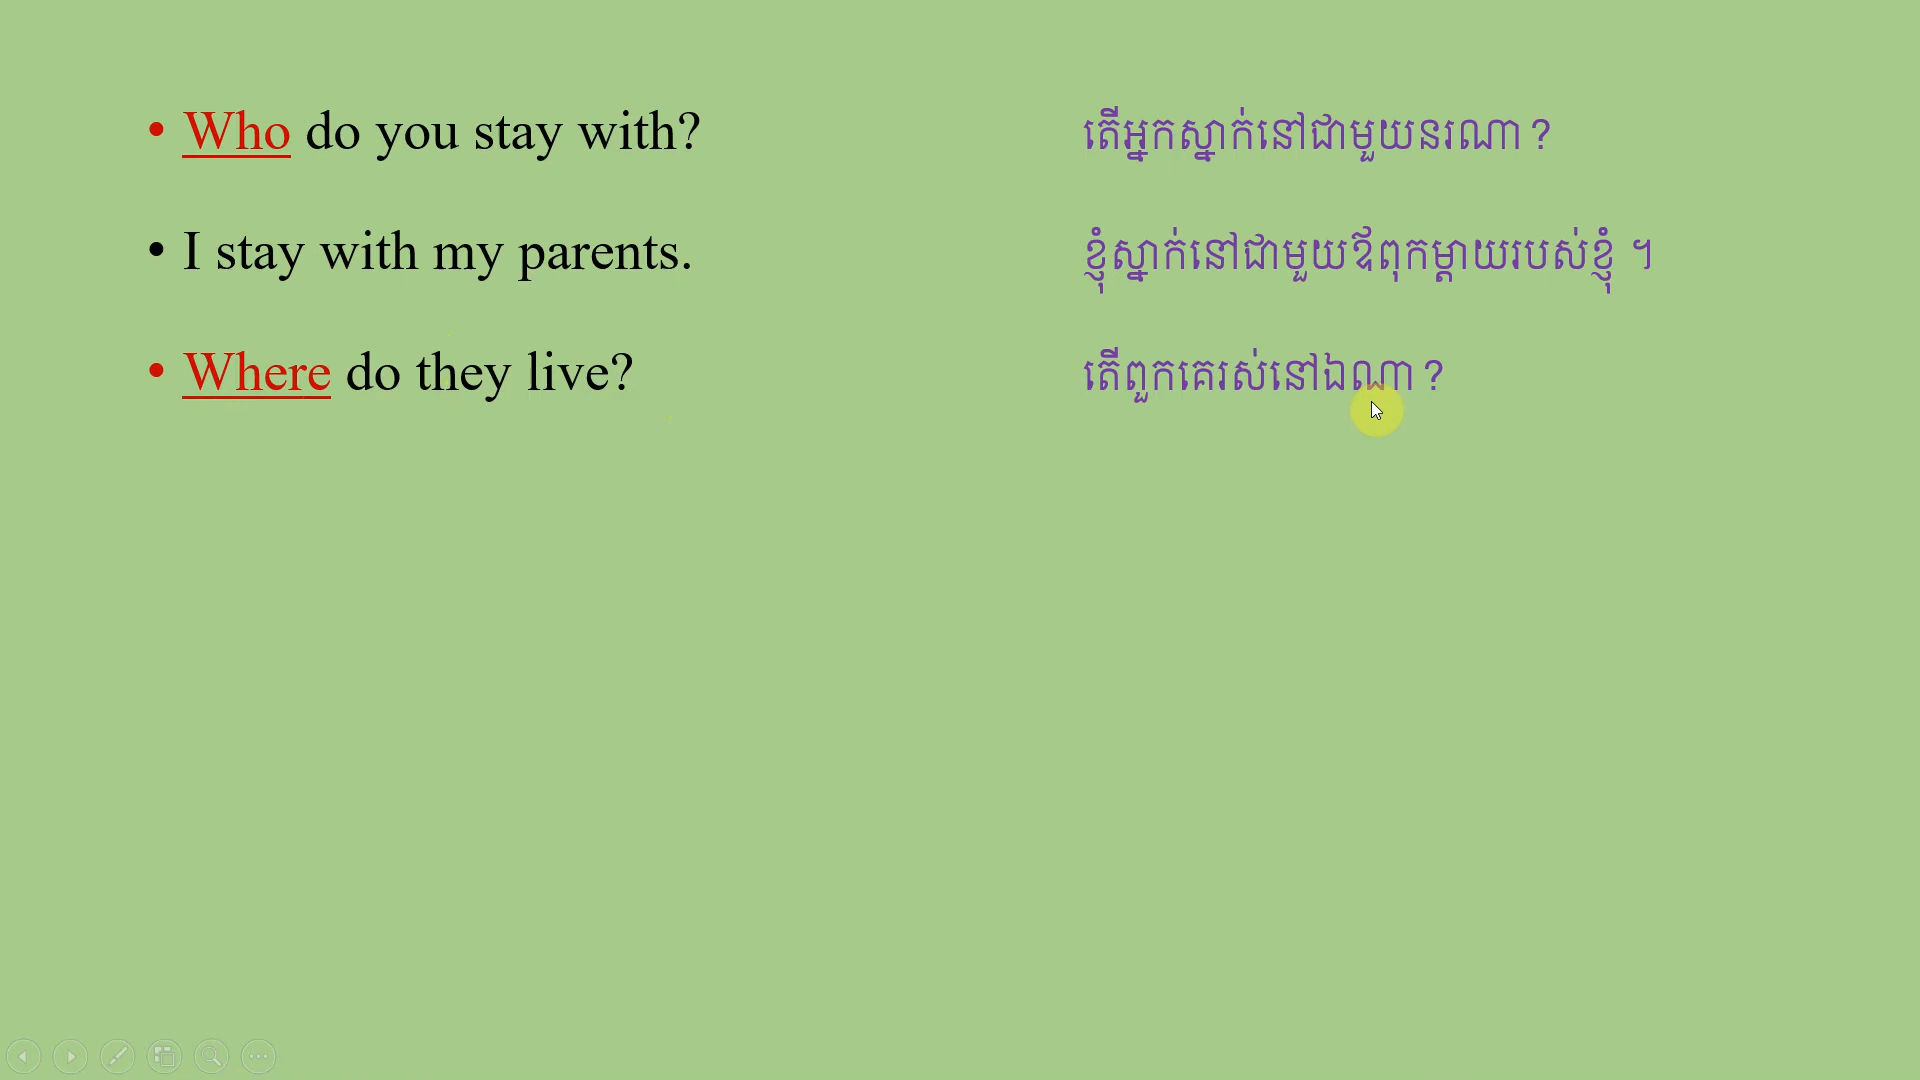 • Who do you stay with? តើអ្នកស្នាក់នៅជាមួយនរណា ?
• I stay with my parents. ខ្ញុំស្នាក់នៅជាមួយឪពុកម្តាយរបស់ខ្ញុំ ។
• Where do they live? តើពួកគេរស់នៅឯណា ?